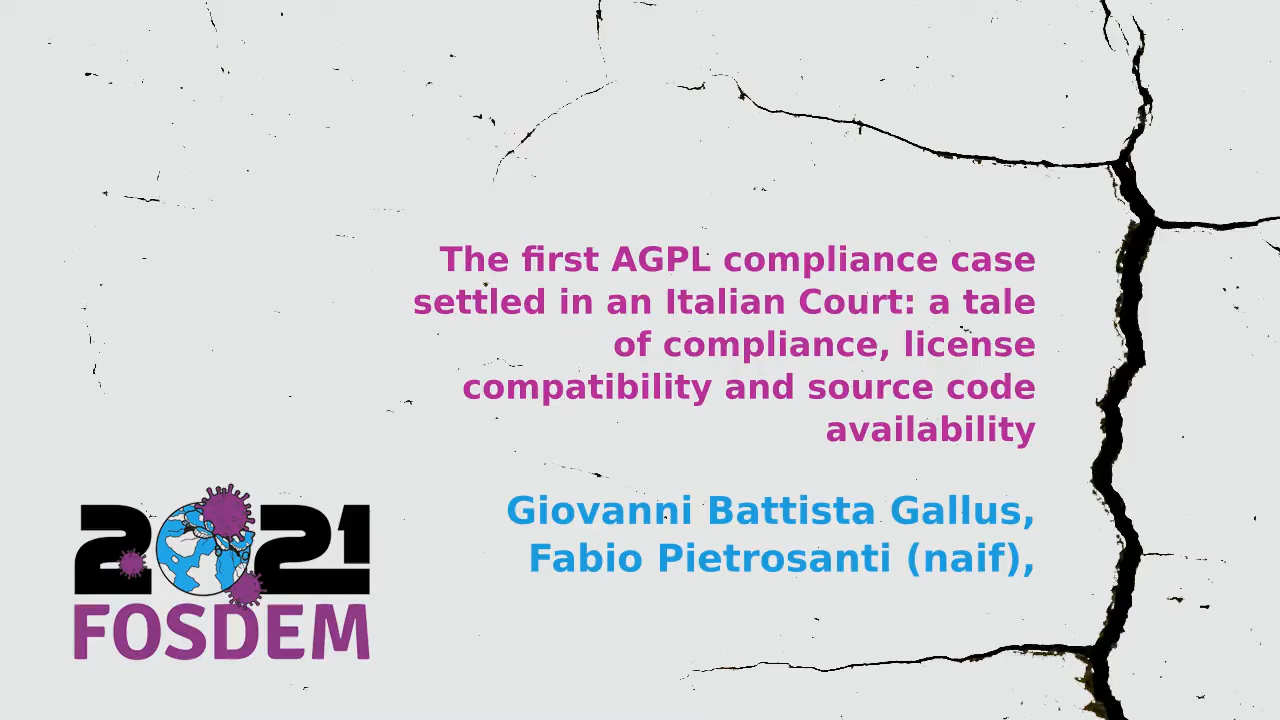 The first AGPL compliance case
settled in an Italian Court: a tale
of compliance, license
compatibility and source code
availability
Giovanni Battista Gallus,
Fabio Pietrosanti (naif),
2021
FOSDEM